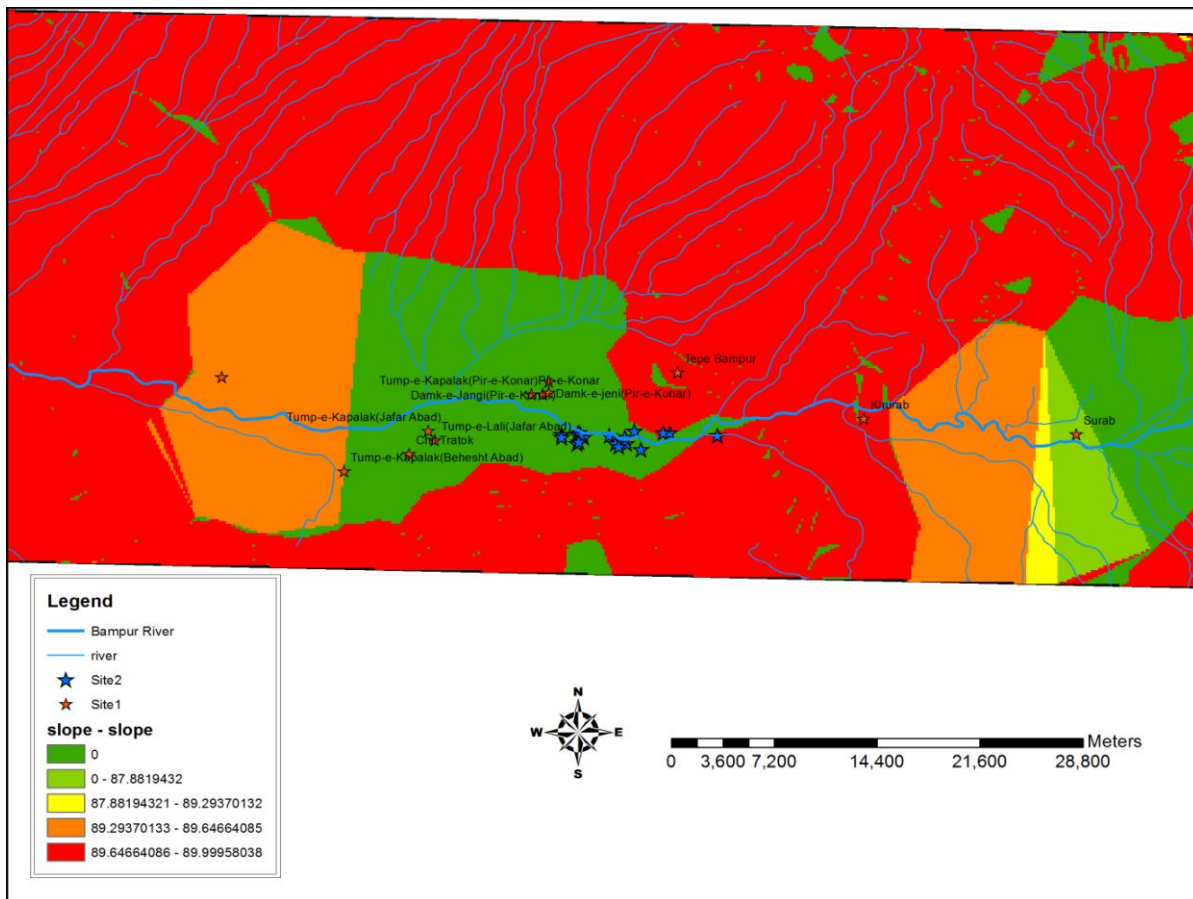 Tepe Bampur
Tump-e-Kapalak(Pir-e-Konar)
Damk-e-Jangi(Pir-e-Konar)
Damk-e-jeni(Pir-e-Konar)
Khurab
Tump-e-Kapalak(Jafar Abad)
Tump-e-Lali(Jafar Abad)
Surab
Tratok
Tump-e-Kapalak(Behesht Abad)
Legend
Bampur River
river
Site2
Site1
slope - slope
0
0 - 87.8819432
87.88194321 - 89.29370132
89.29370133 - 89.64664085
89.64664086 - 89.99958038
N
W E
S
Meters
0 3,600 7,200 14,400 21,600 28,800